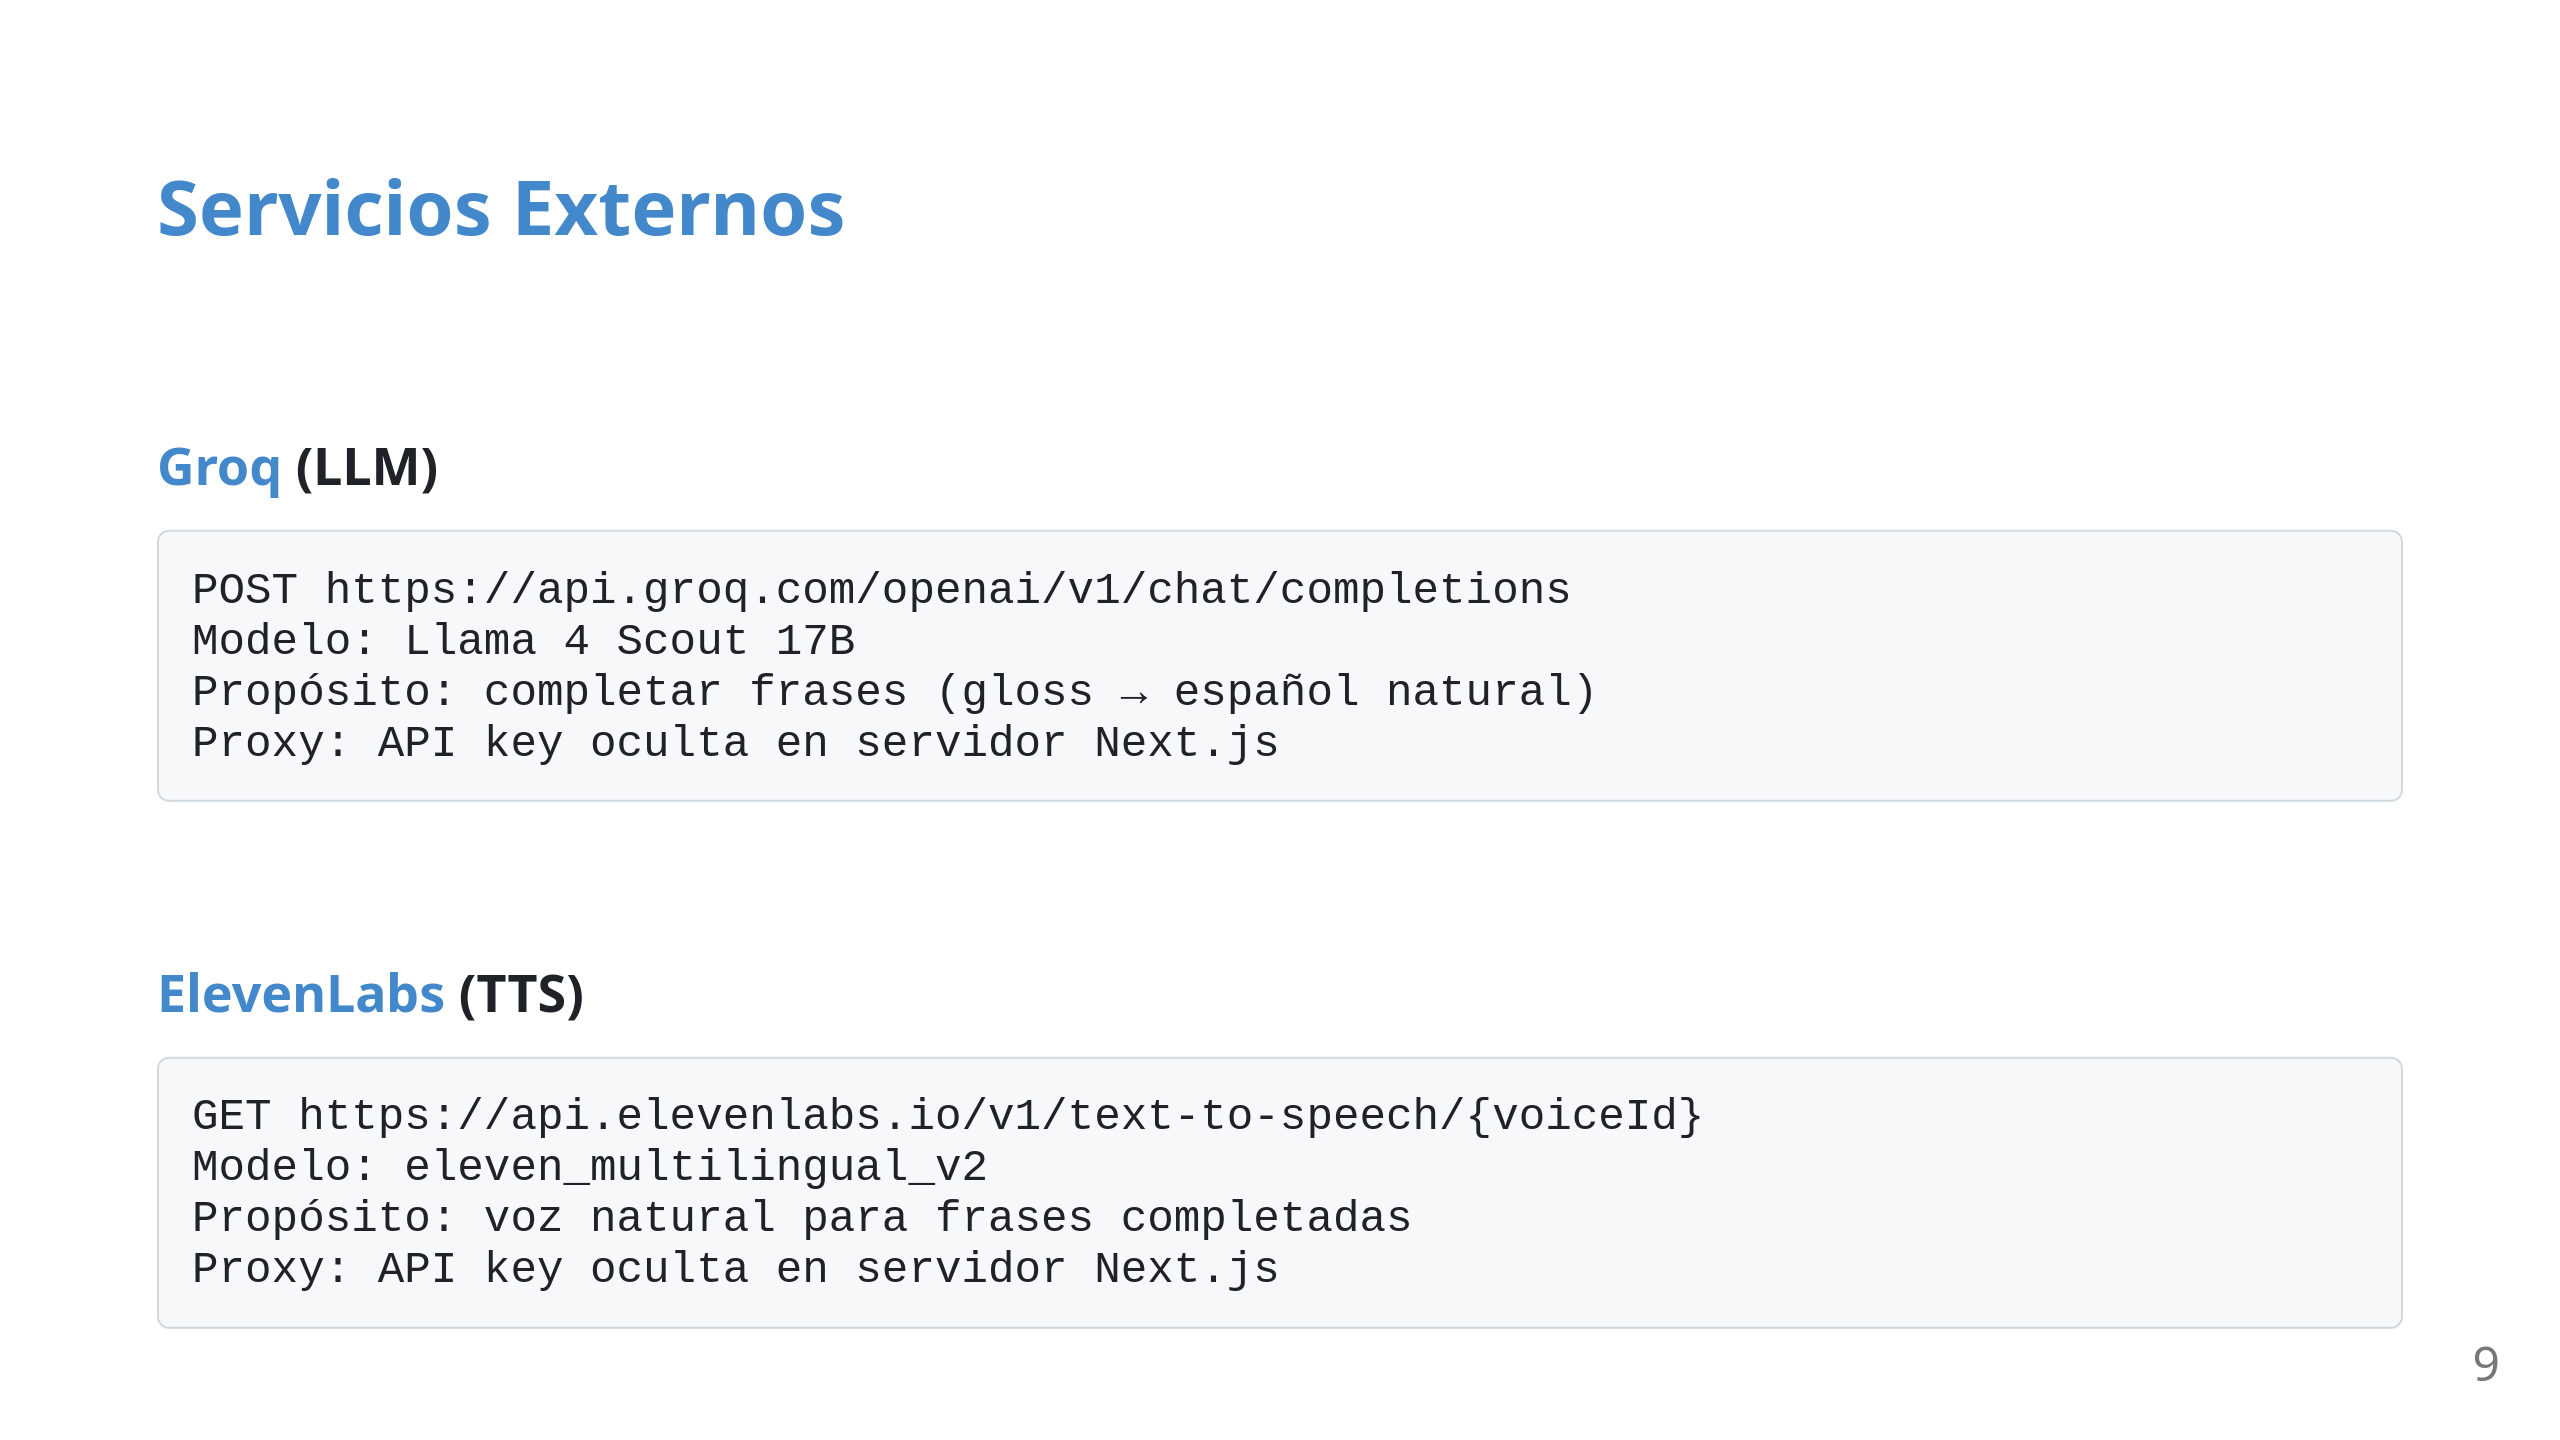 Servicios Externos
Groq (LLM)
POST https://api.groq.com/openai/v1/chat/completions
Modelo: Llama 4 Scout 17B
Propósito: completar frases (gloss → español natural)
Proxy: API key oculta en servidor Next.js
ElevenLabs (TTS)
GET https://api.elevenlabs.io/v1/text-to-speech/{voiceId}
Modelo: eleven_multilingual_v2
Propósito: voz natural para frases completadas
Proxy: API key oculta en servidor Next.js
9